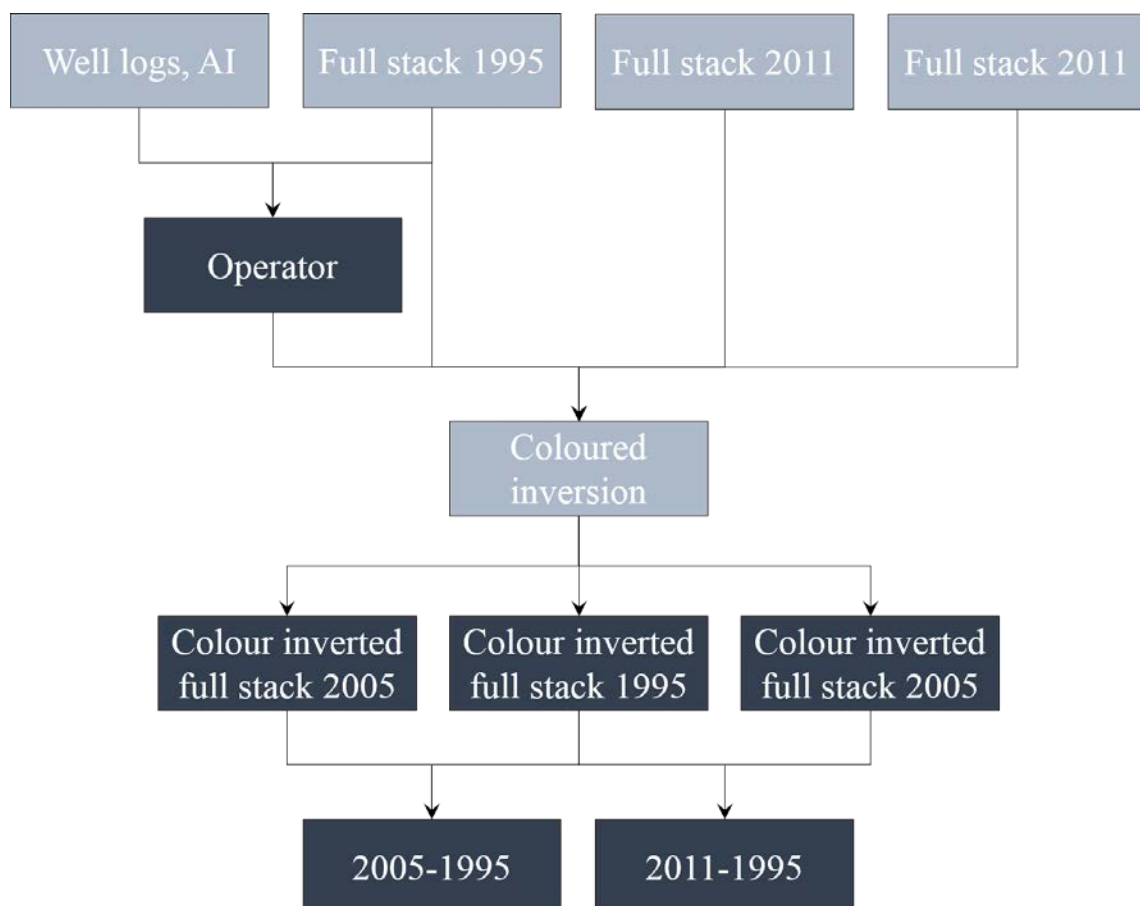 Well logs, AI
Full stack 1995
Full stack 2011
Full stack 2011
Operator
Coloured
inversion
Colour inverted
full stack 2005
Colour inverted
full stack 1995
Colour inverted
full stack 2005
2005-1995
2011-1995